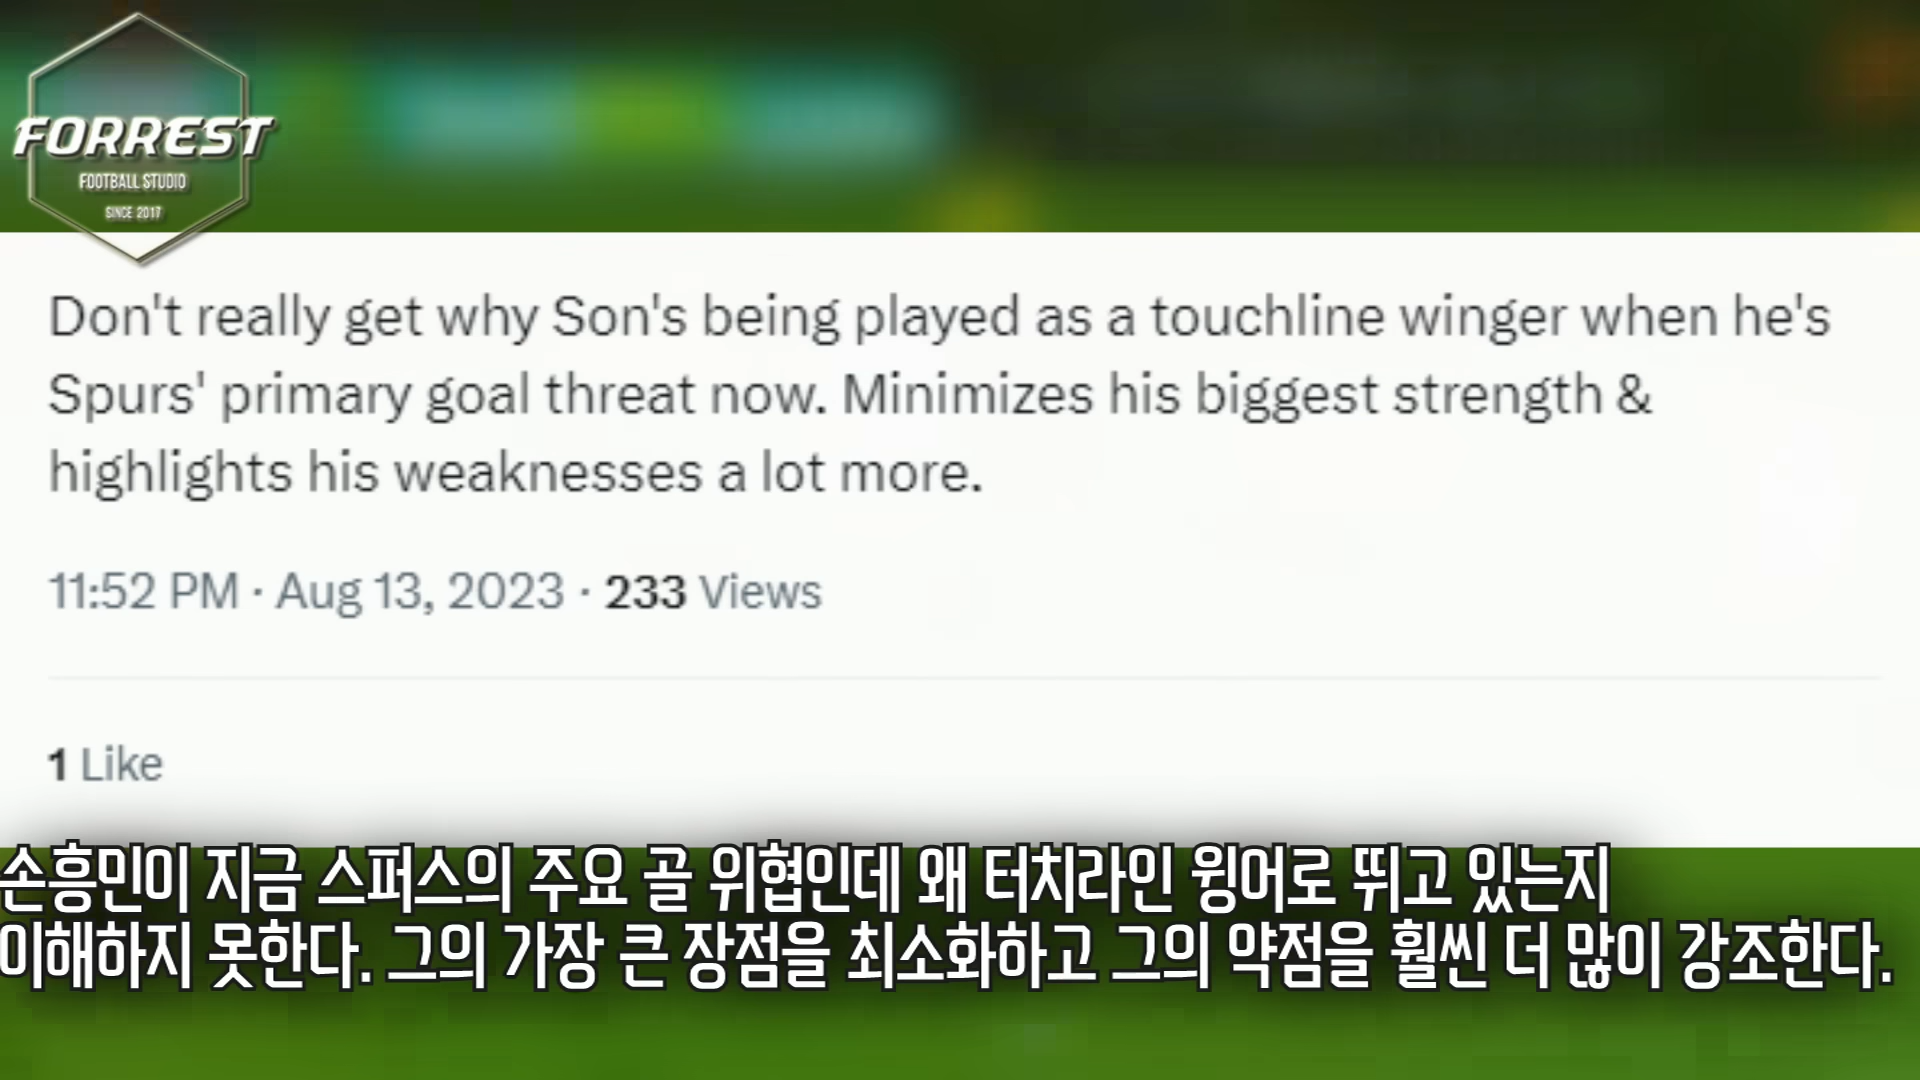 FORREST
FOOTBALL STUDIO
SINCE 2017
Don't really get why Son's being played as a touchline winger when he's
Spurs' primary goal threat now. Minimizes his biggest strength &
highlights his weaknesses a lot more.
11:52 PM · Aug 13, 2023 · 233 Views
1 Like
손흥민이 지금 스퍼스의 주요 골 위협인데 왜 터치라인 윙어로 뛰고 있는지
이해하지 못한다. 그의 가장 큰 장점을 최소화하고 그의 약점을 훨씬 더 많이 강조한다.